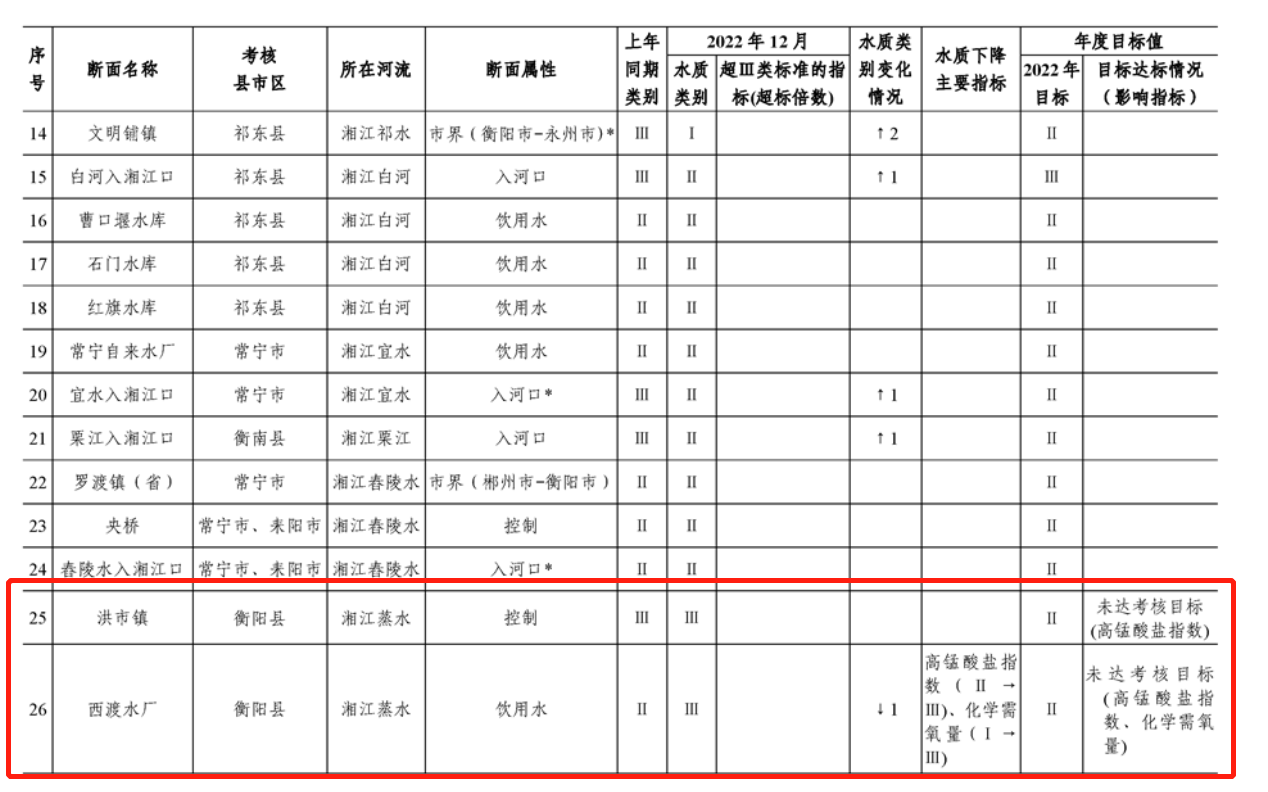 序号 断面名称 考核县市区 所在河流 断面属性 上年同期类别 2022年12月 水质类别变化情况 水质下降主要指标 年度目标值
水质类别 超Ⅲ类标准的指标(超标倍数) 2022年目标 目标达标情况（影响指标）
14 文明铺镇 祁东县 湘江祁水 市界（衡阳市-永州市）* Ⅲ Ⅰ ↑2 Ⅱ
15 白河入湘江口 祁东县 湘江白河 入河口 Ⅲ Ⅱ ↑1 Ⅲ
16 曹口堰水库 祁东县 湘江白河 饮用水 Ⅱ Ⅱ Ⅱ
17 石门水库 祁东县 湘江白河 饮用水 Ⅱ Ⅱ Ⅱ
18 红旗水库 祁东县 湘江白河 饮用水 Ⅱ Ⅱ Ⅱ
19 常宁自来水厂 常宁市 湘江宜水 饮用水 Ⅱ Ⅱ Ⅱ
20 宜水入湘江口 常宁市 湘江宜水 入河口* Ⅲ Ⅱ ↑1 Ⅱ
21 栗江入湘江口 衡南县 湘江栗江 入河口 Ⅲ Ⅱ ↑1 Ⅱ
22 罗渡镇（省） 常宁市 湘江舂陵水 市界（郴州市-衡阳市） Ⅱ Ⅱ Ⅱ
23 央桥 常宁市、耒阳市 湘江舂陵水 控制 Ⅱ Ⅱ Ⅱ
24 舂陵水入湘江口 常宁市、耒阳市 湘江舂陵水 入河口* Ⅱ Ⅱ Ⅱ
25 洪市镇 衡阳县 湘江蒸水 控制 Ⅲ Ⅲ Ⅱ 未达考核目标(高锰酸盐指数)
26 西渡水厂 衡阳县 湘江蒸水 饮用水 Ⅱ Ⅲ ↓1 高锰酸盐指数（Ⅱ→Ⅲ)、化学需氧量（Ⅰ→Ⅲ) Ⅱ 未达考核目标(高锰酸盐指数、化学需氧量)